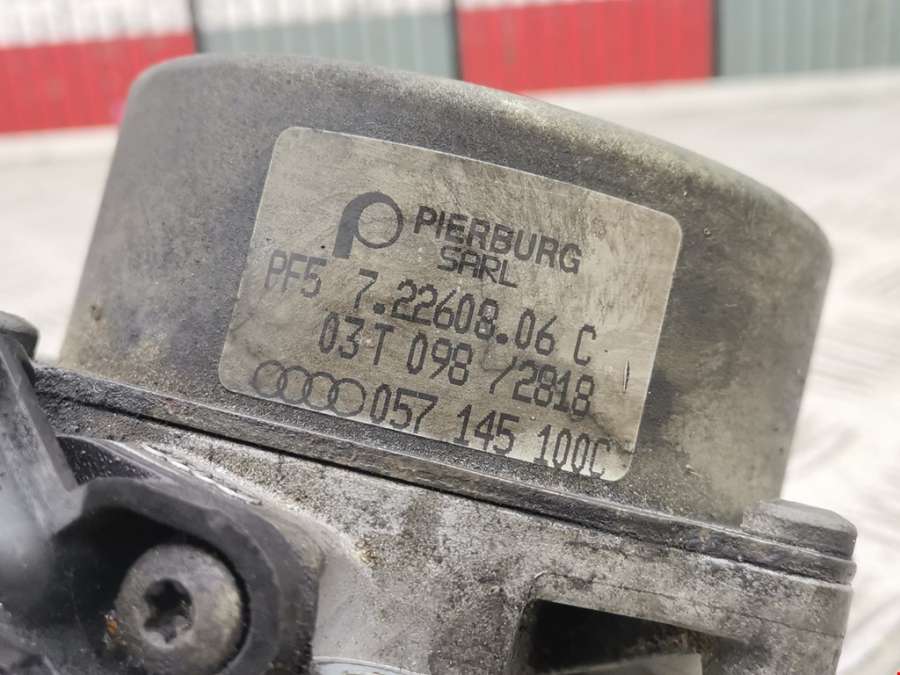 PIERBURG
SARL
PF5 7.22608.06 C
03T 098 /2818
057 145 100C